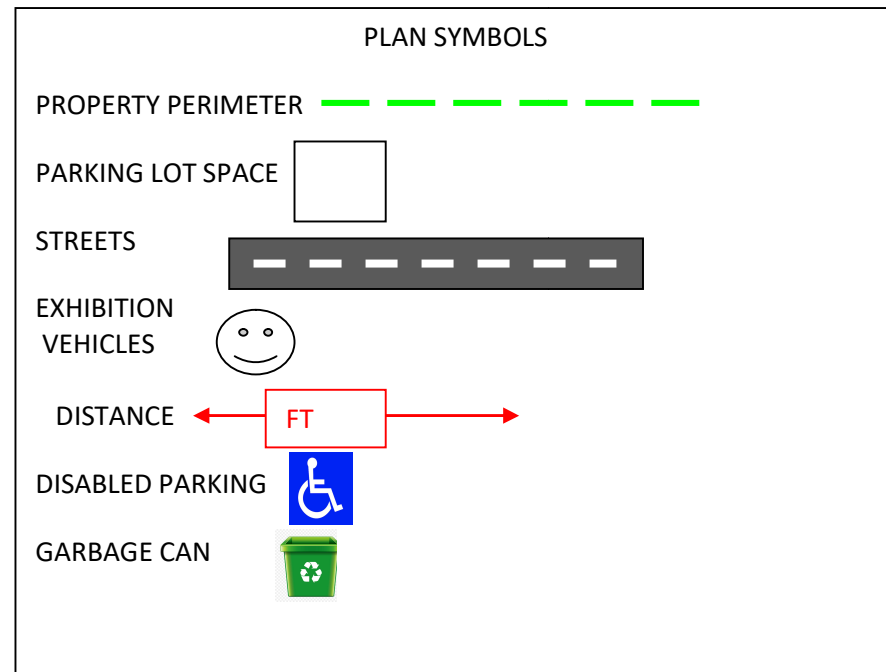 PLAN SYMBOLS
PROPERTY PERIMETER
PARKING LOT SPACE
STREETS
EXHIBITION
VEHICLES
DISTANCE FT
DISABLED PARKING
GARBAGE CAN